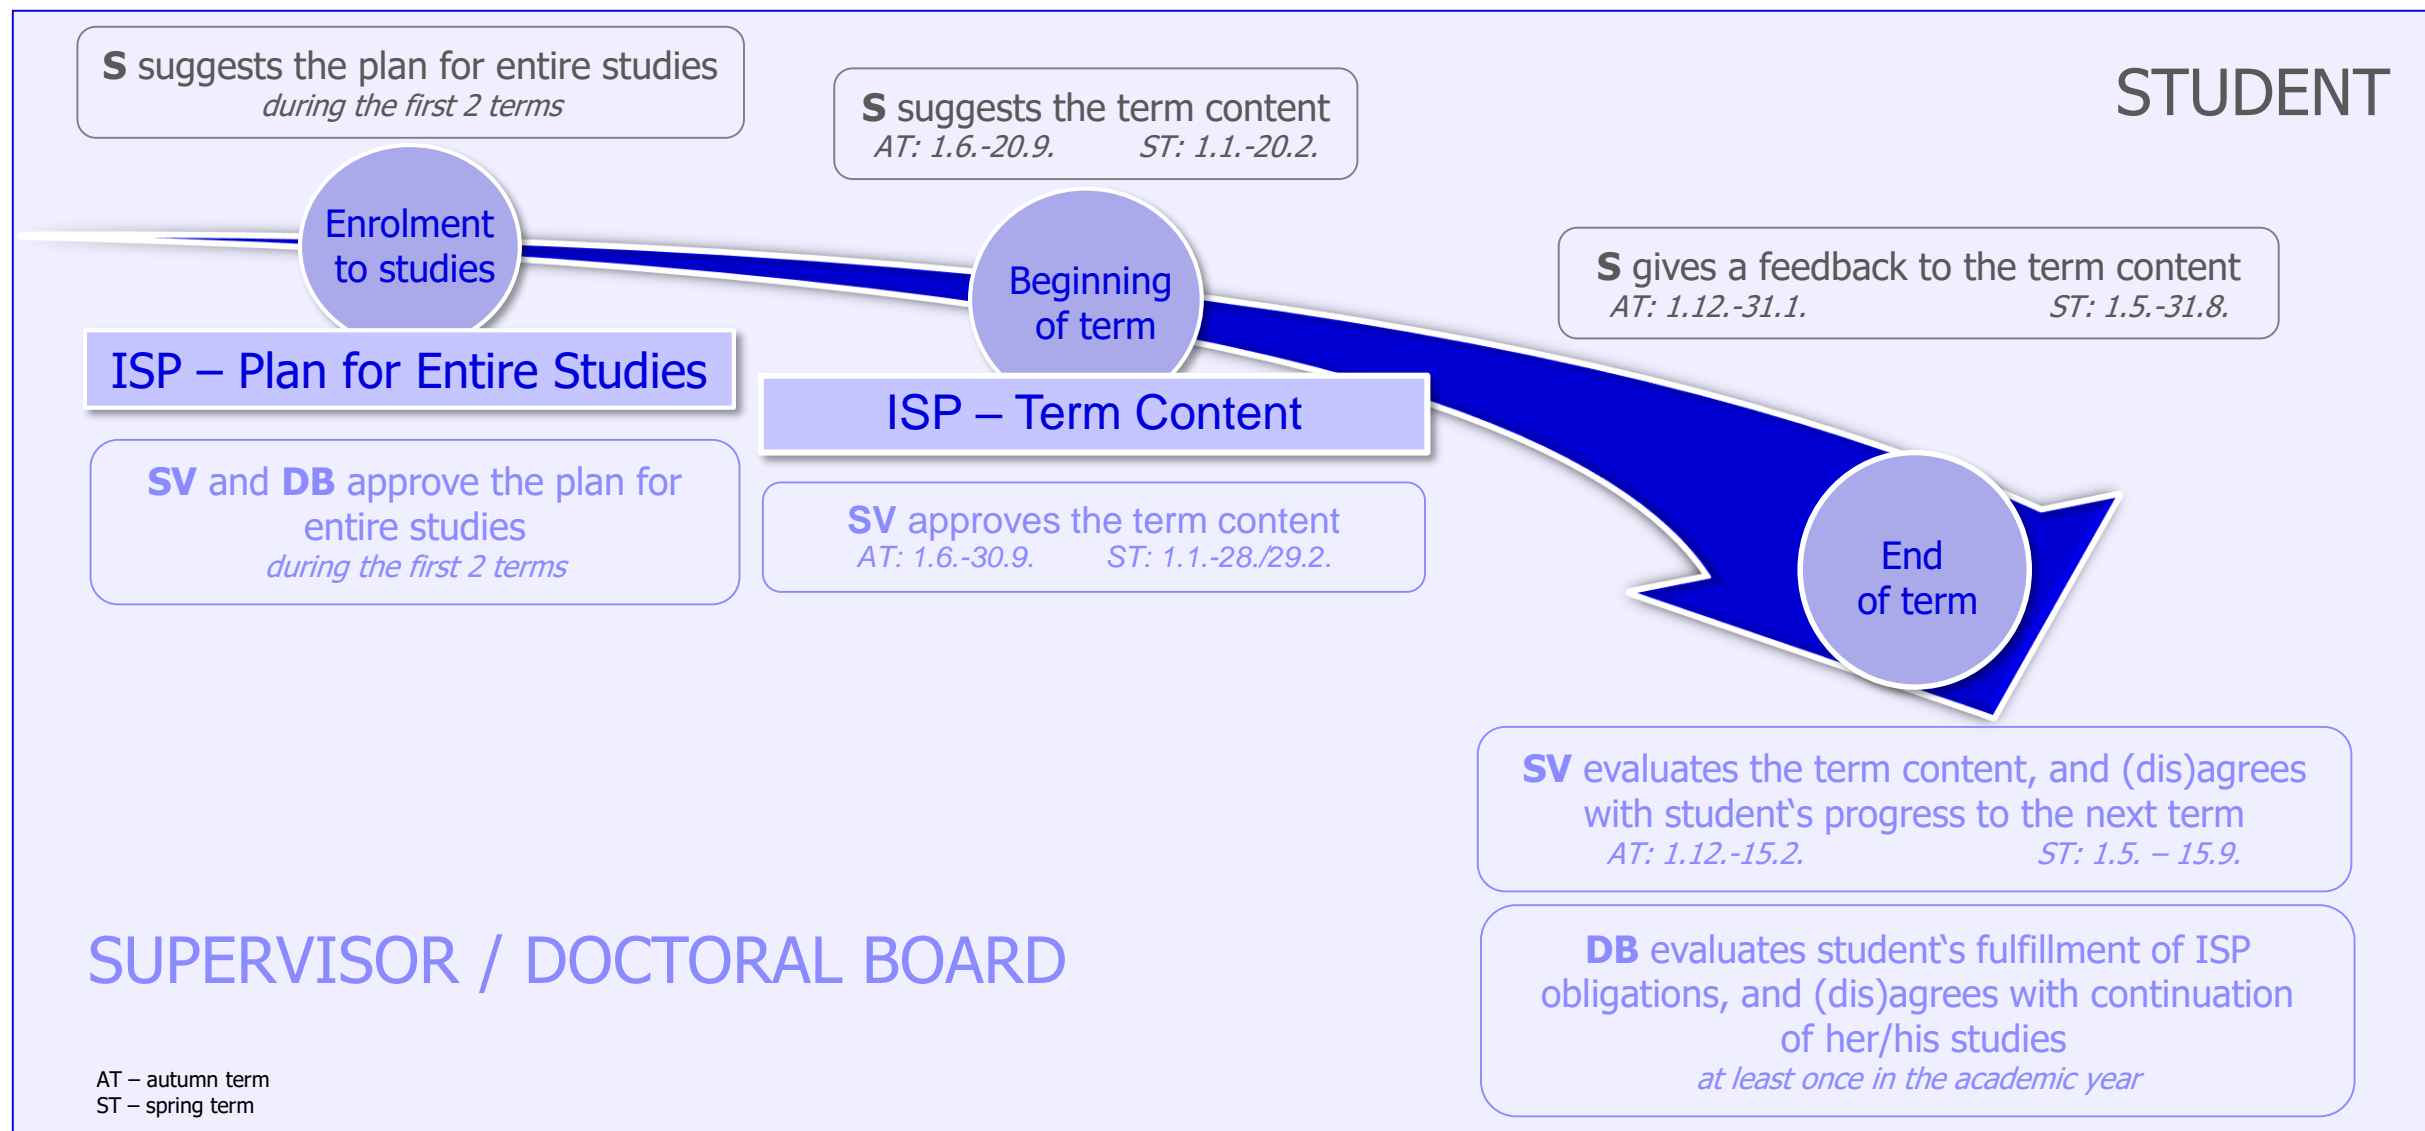 S suggests the plan for entire studies
during the first 2 terms
S suggests the term content
AT: 1.6.-20.9. ST: 1.1.-20.2.
STUDENT
Enrolment
to studies
Beginning
of term
S gives a feedback to the term content
AT: 1.12.-31.1. ST: 1.5.-31.8.
ISP – Plan for Entire Studies
ISP – Term Content
SV and DB approve the plan for
entire studies
during the first 2 terms
SV approves the term content
AT: 1.6.-30.9. ST: 1.1.-28./29.2.
End
of term
SV evaluates the term content, and (dis)agrees
with student‘s progress to the next term
AT: 1.12.-15.2. ST: 1.5. – 15.9.
SUPERVISOR / DOCTORAL BOARD
DB evaluates student‘s fulfillment of ISP
obligations, and (dis)agrees with continuation
of her/his studies
at least once in the academic year
AT – autumn term
ST – spring term